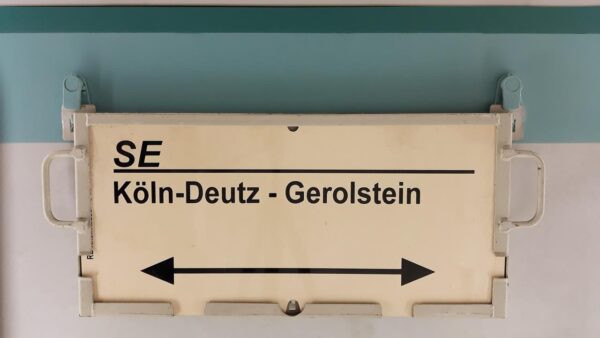 SE
Köln-Deutz - Gerolstein